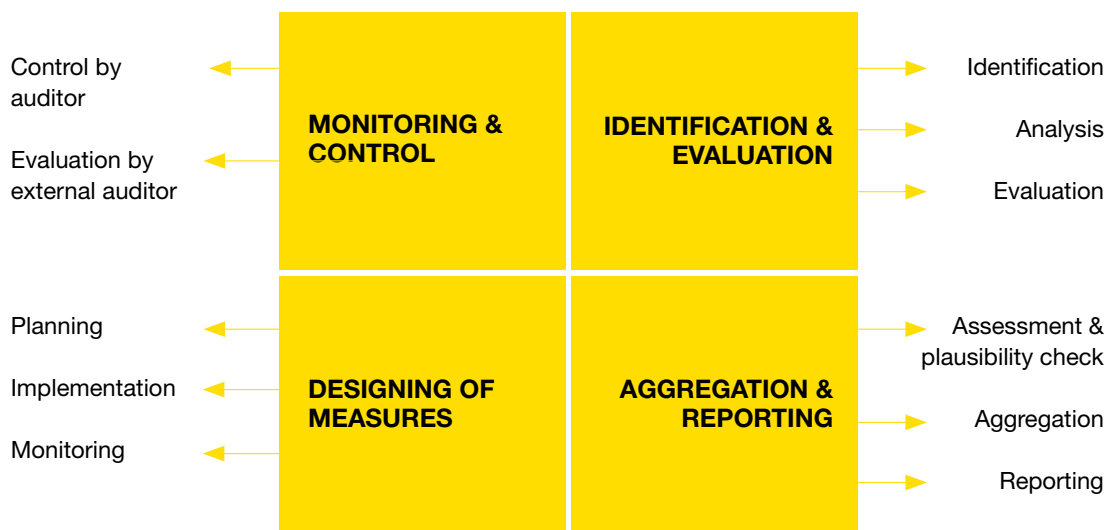 Control by
auditor
Evaluation by
external auditor
MONITORING &
CONTROL
IDENTIFICATION &
EVALUATION
Identification
Analysis
Evaluation
Planning
Implementation
Monitoring
DESIGNING OF
MEASURES
AGGREGATION &
REPORTING
Assessment &
plausibility check
Aggregation
Reporting